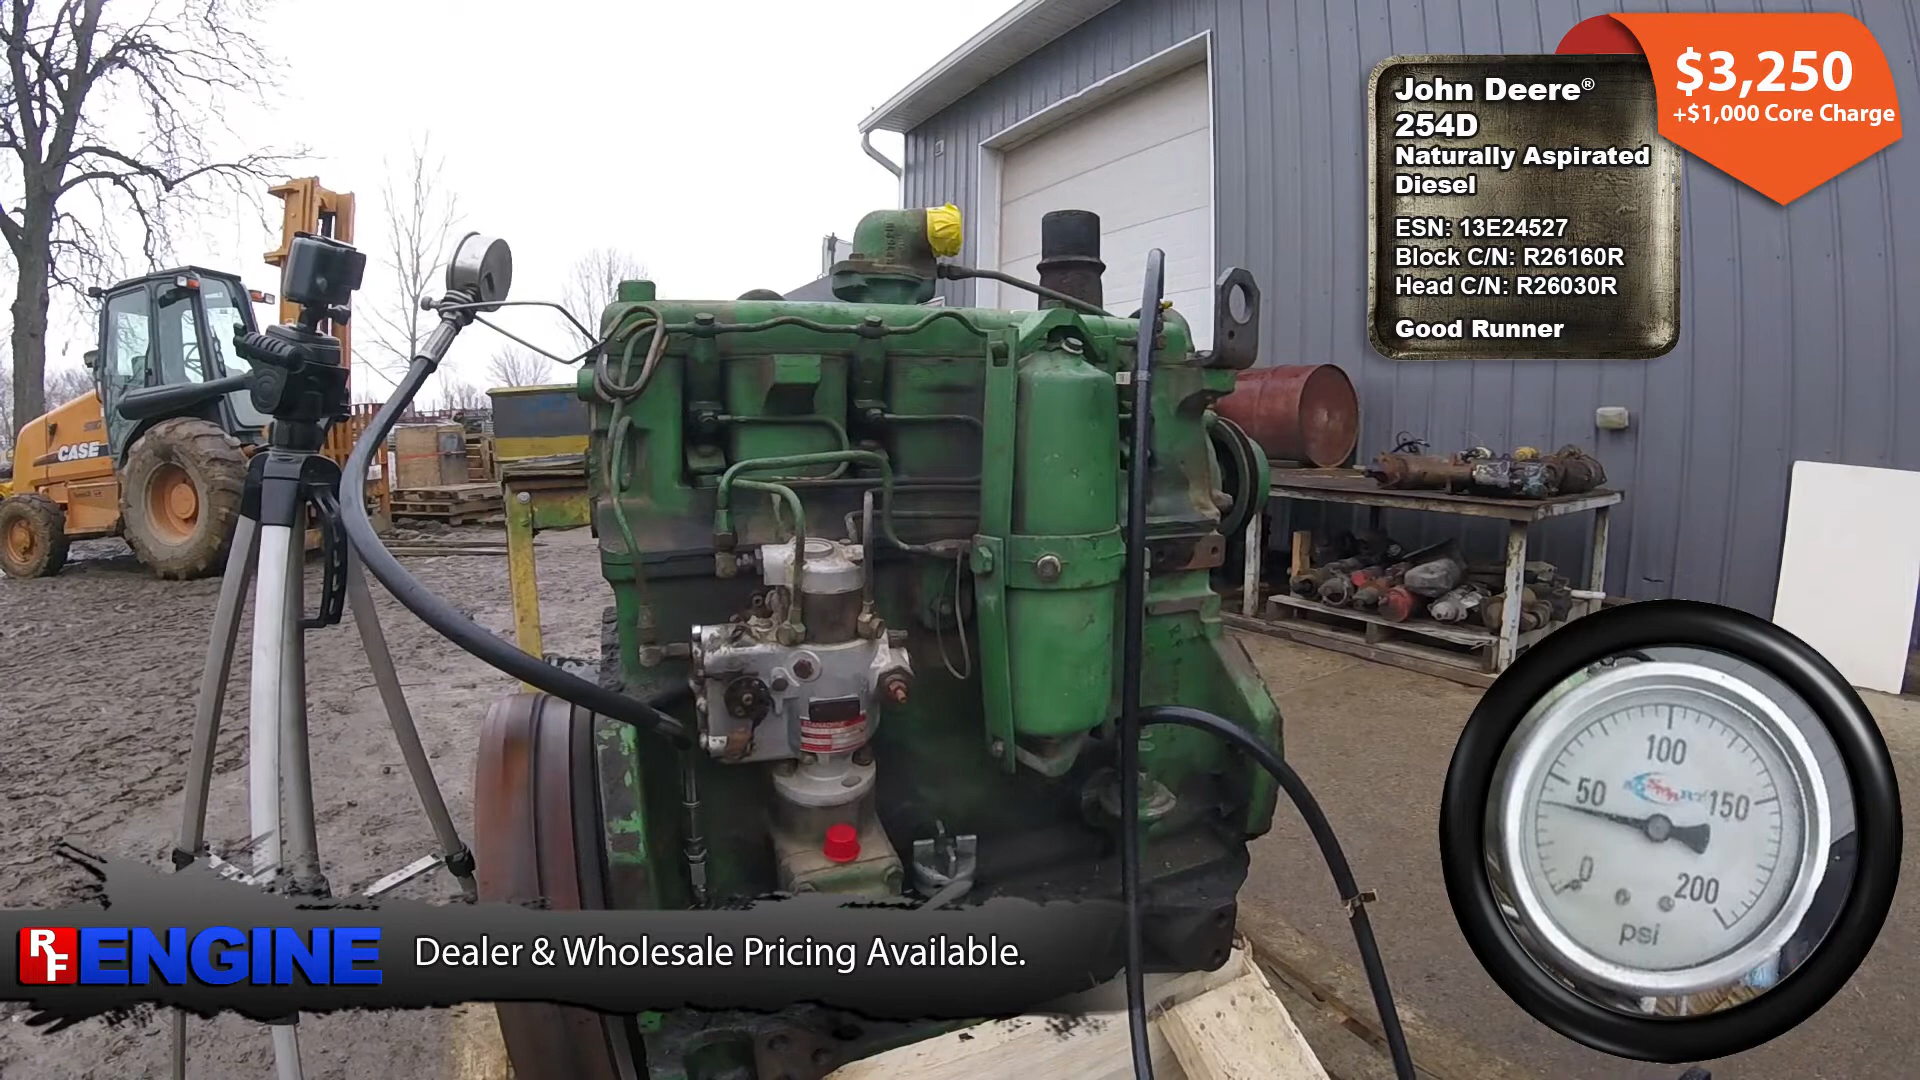 $3,250
+$1,000 Core Charge
John Deere®
254D
Naturally Aspirated
Diesel
ESN: 13E24527
Block C/N: R26160R
Head C/N: R26030R
Good Runner
CASE
STANADYNE
0
50
100
150
200
psi
RF ENGINE
Dealer & Wholesale Pricing Available.